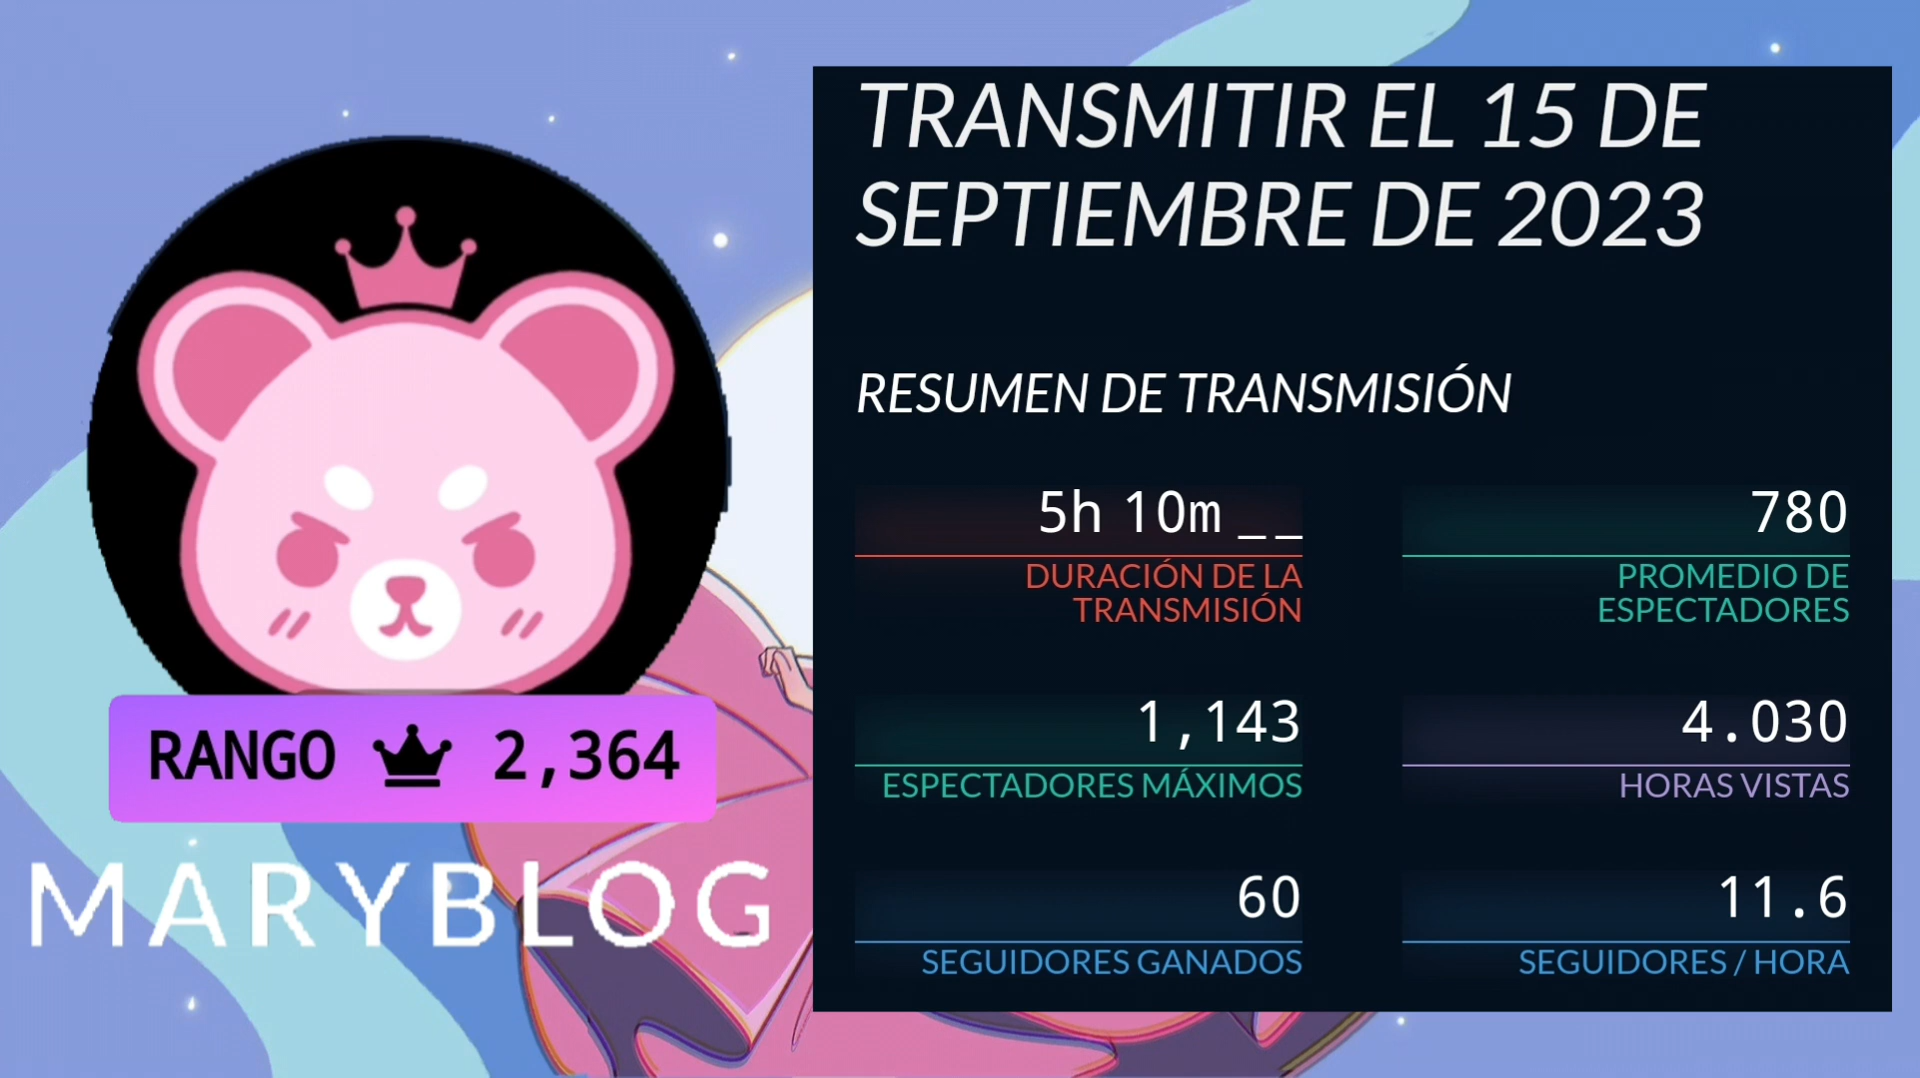 TRANSMITIR EL 15 DE
SEPTIEMBRE DE 2023
RESUMEN DE TRANSMISIÓN
5h 10m _ _
DURACIÓN DE LA
TRANSMISIÓN
780
PROMEDIO DE
ESPECTADORES
1,143
ESPECTADORES MÁXIMOS
4.030
HORAS VISTAS
60
SEGUIDORES GANADOS
11.6
SEGUIDORES / HORA
RANGO 2,364
MARYBLOG